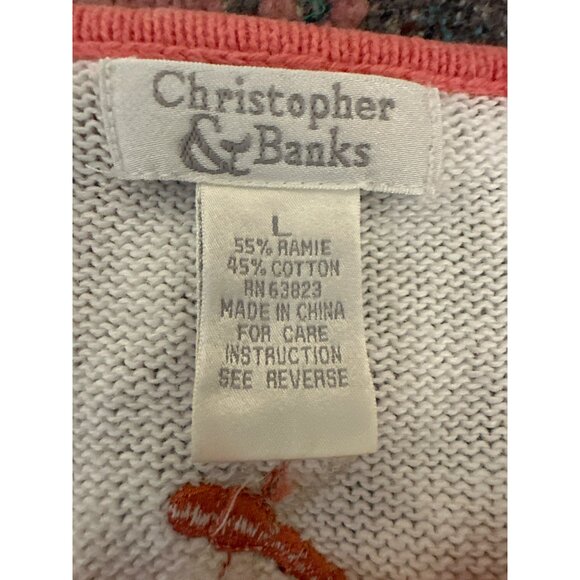 Christopher
& Banks
L
55% RAMIE
45% COTTON
RN 63823
MADE IN CHINA
FOR CARE
INSTRUCTION
SEE REVERSE